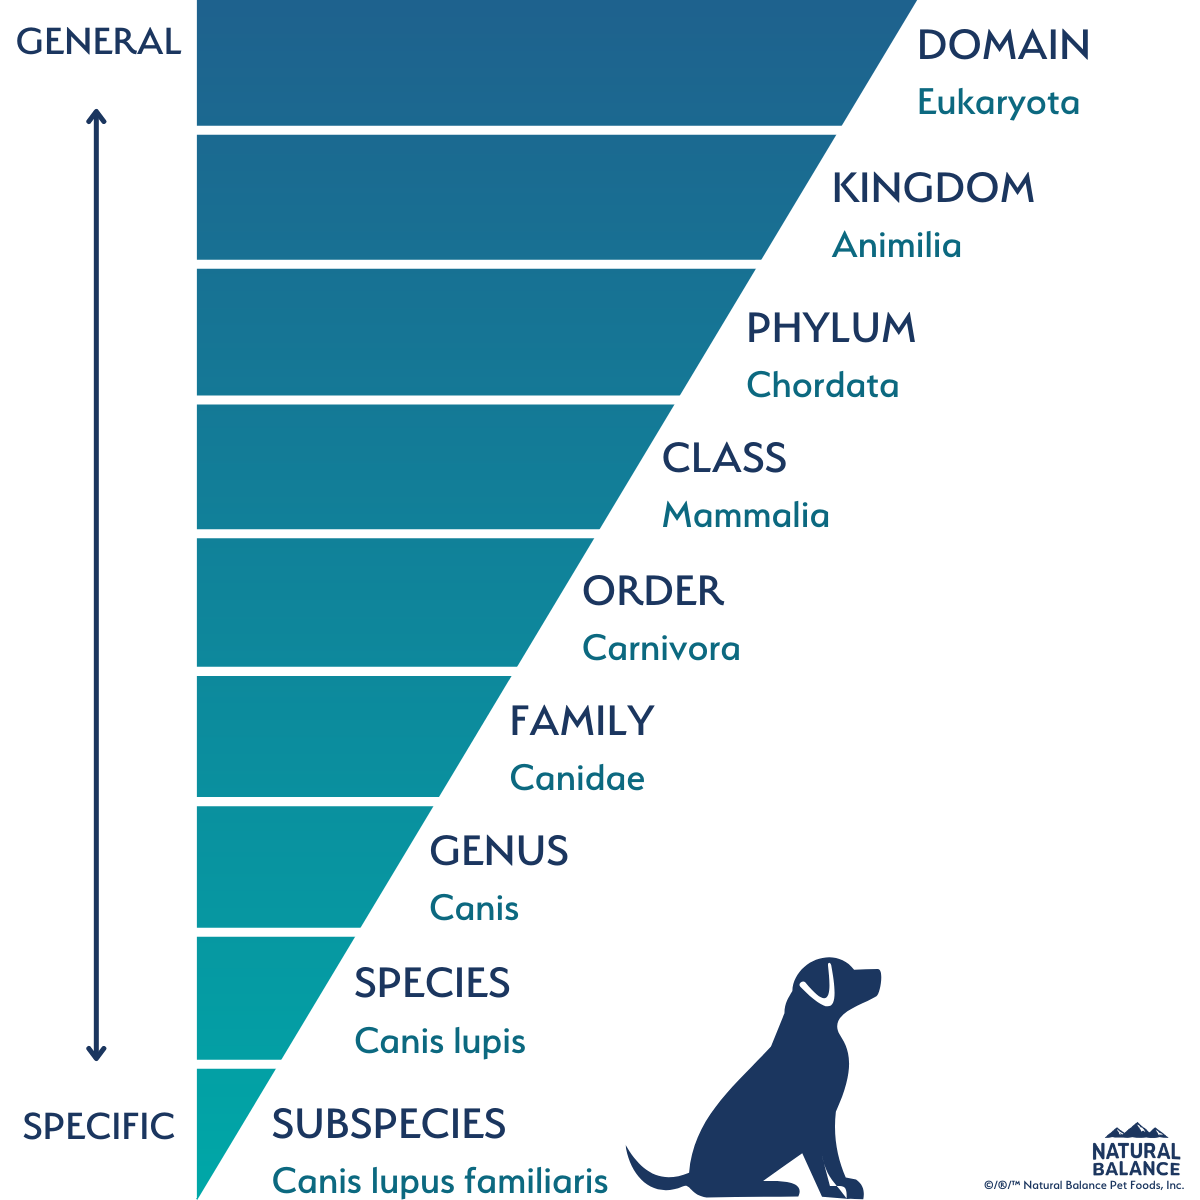 GENERAL
DOMAIN
Eukaryota
KINGDOM
Animilia
PHYLUM
Chordata
CLASS
Mammalia
ORDER
Carnivora
FAMILY
Canidae
GENUS
Canis
SPECIES
Canis lupis
SPECIFIC
SUBSPECIES
Canis lupus familiaris
NATURAL
BALANCE
©/®/™ Natural Balance Pet Foods, Inc.